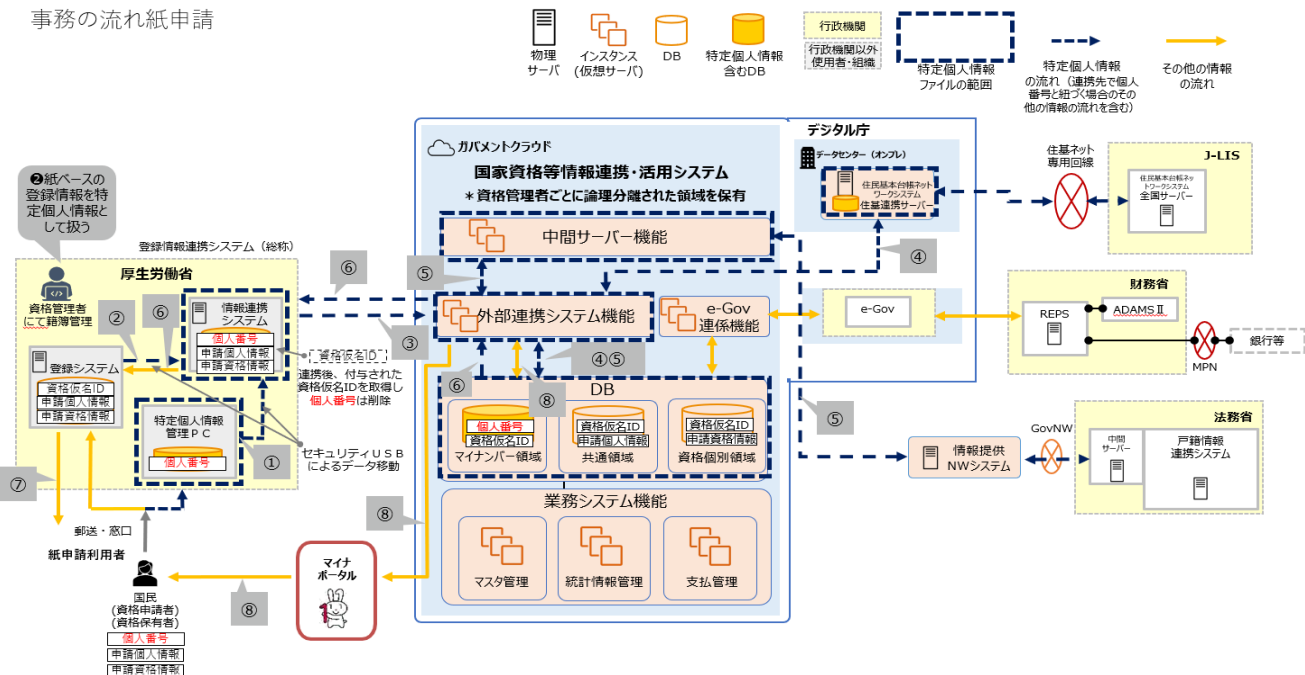 事務の流れ紙申請
物理
サーバ
インスタンス
(仮想サーバ)
DB
特定個人情報
含むDB
行政機関
行政機関以外
使用者・組織
特定個人情報
ファイルの範囲
特定個人情報
の流れ（連携先で個人
番号と紐づく場合のその
他の情報の流れを含む）
その他の情報
の流れ
❷紙ベースの
登録情報を特
定個人情報と
して扱う
登録情報連携システム（総称）
厚生労働省
資格管理者
にて籍簿管理
②
⑥
情報連携
システム
個人番号
申請個人情報
申請資格情報
資格仮名ID
連携後、付与された
資格仮名IDを取得し
個人番号は削除
登録システム
資格仮名ID
申請個人情報
申請資格情報
特定個人情報
管理ＰＣ
個人番号
①
セキュリティＵＳＢ
によるデータ移動
⑦
郵送・窓口
紙申請利用者
国民
(資格申請者)
(資格保有者)
個人番号
申請個人情報
申請資格情報
⑧
マイナ
ポータル
⑧
⑥
③
ガバメントクラウド
国家資格等情報連携・活用システム
＊資格管理者ごとに論理分離された領域を保有
中間サーバー機能
⑤
外部連携システム機能
e-Gov
連係機能
⑥
④⑤
⑧
DB
個人番号
資格仮名ID
マイナンバー領域
資格仮名ID
申請個人情報
共通領域
資格仮名ID
申請資格情報
資格個別領域
業務システム機能
マスタ管理
統計情報管理
支払管理
デジタル庁
データセンター（オンプレ）
住民基本台帳ネット
ワークシステム
住基連携サーバー
④
e-Gov
⑤
住基ネット
専用回線
J-LIS
住民基本台帳ネッ
トワークシステム
全国サーバー
財務省
REPS
ADAMSⅡ
MPN
銀行等
情報提供
NWシステム
GovNW
法務省
中間
サーバー
戸籍情報
連携システム